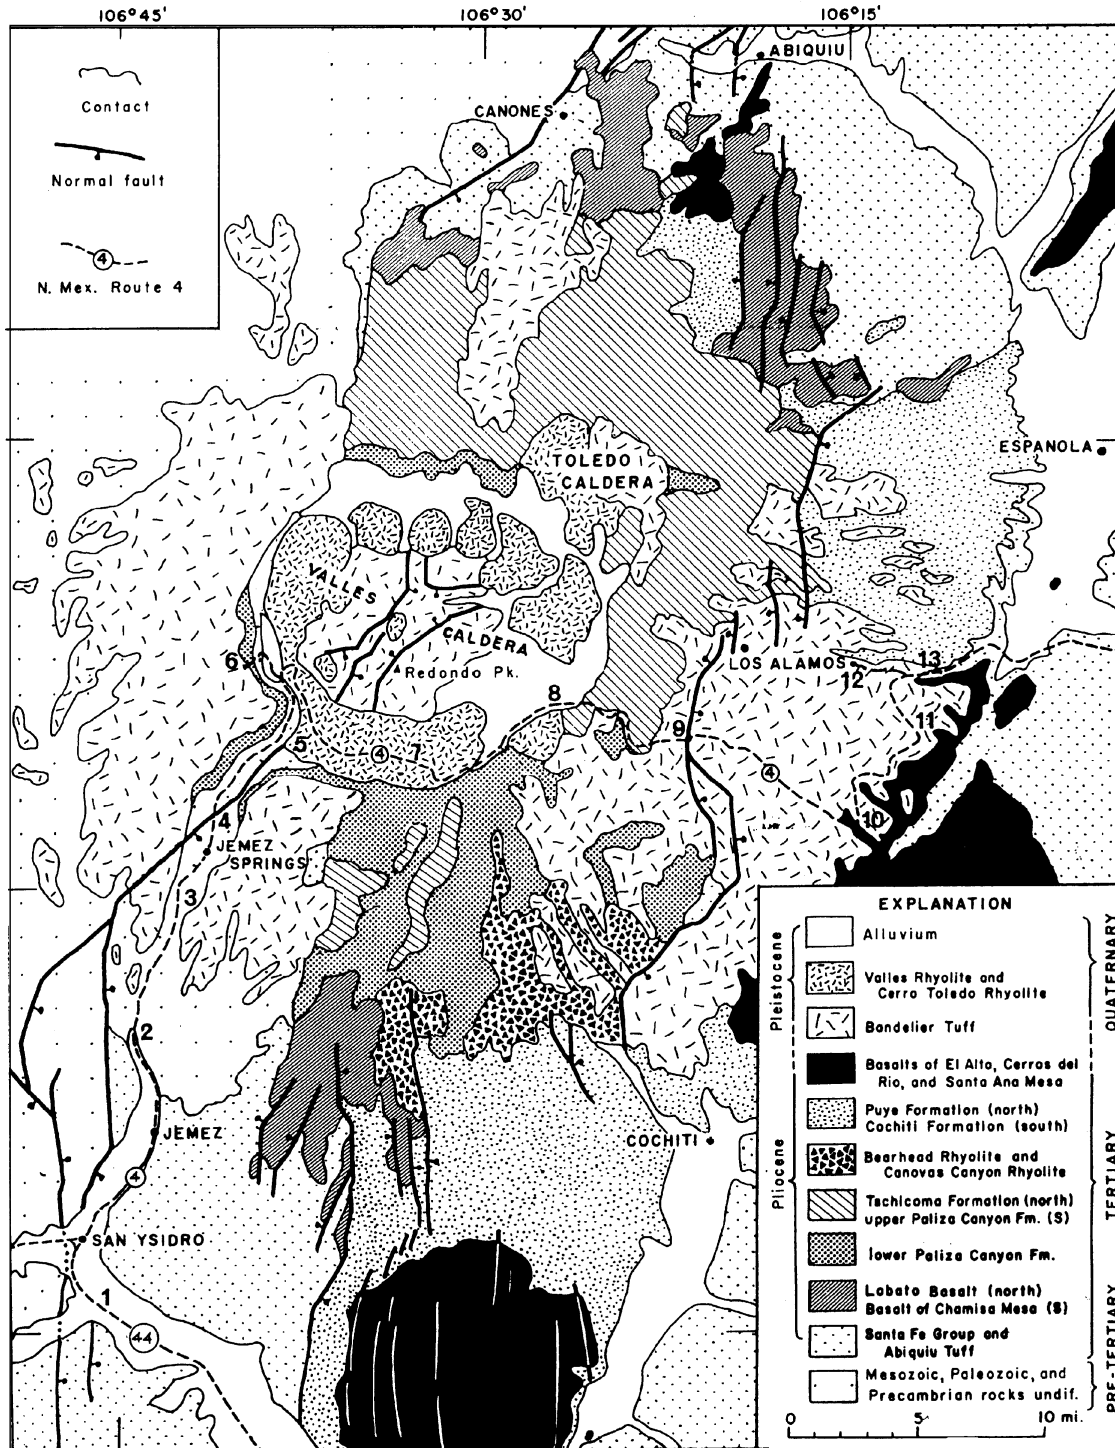 106°45' 106°30' 106°15'
Contact
Normal fault
4
N. Mex. Route 4
ABIQUIU
CANONES
ESPANOLA
TOLEDO
CALDERA
VALLES
CALDERA
Redondo Pk.
LOS ALAMOS
6
8
13
12
11
9
5
4
7
4
10
4
JEMEZ
SPRINGS
3
2
JEMEZ
COCHITI
4
SAN YSIDRO
1
44
EXPLANATION
Alluvium
Valles Rhyolite and
Cerro Toledo Rhyolite
Bandelier Tuff
Basalts of El Alto, Cerros del
Rio, and Santa Ana Mesa
Puye Formation (north)
Cochiti Formation (south)
Bearhead Rhyolite and
Canovas Canyon Rhyolite
Tschicoma Formation (north)
upper Paliza Canyon Fm. (S)
lower Paliza Canyon Fm.
Lobato Basalt (north)
Basalt of Chamisa Mesa (S)
Santa Fe Group and
Abiquiu Tuff
Mesozoic, Paleozoic, and
Precambrian rocks undif.
Pleistocene
Pliocene
QUATERNARY
TERTIARY
PRE-TERTIARY
0 5 10 mi.